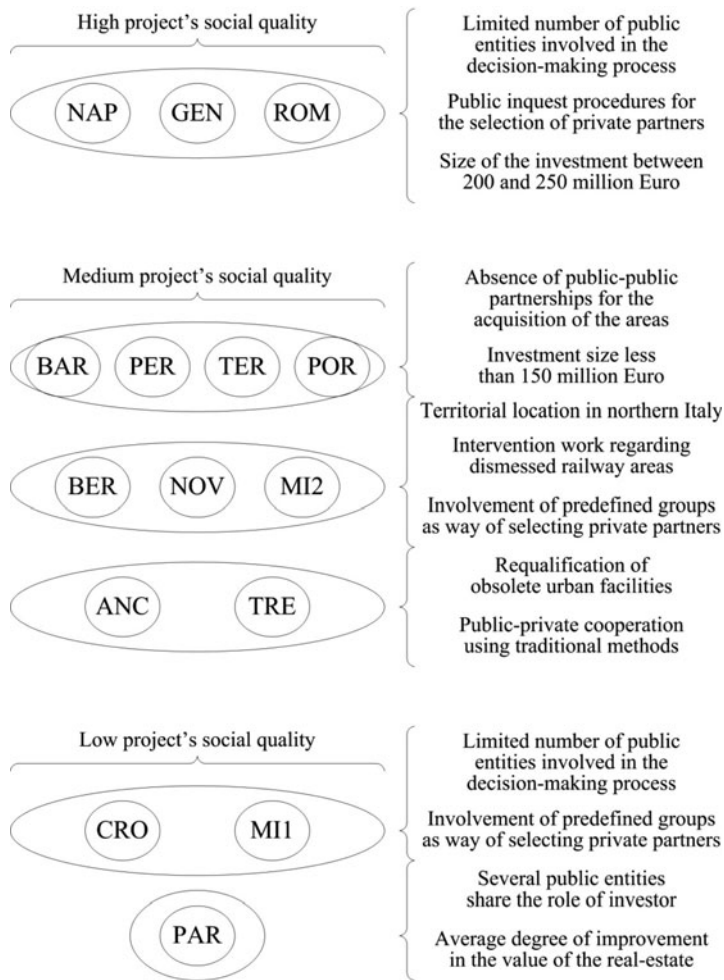 High project's social quality
NAP GEN ROM
Limited number of public
entities involved in the
decision-making process
Public inquest procedures for
the selection of private partners
Size of the investment between
200 and 250 million Euro
Medium project's social quality
BAR PER TER POR
Absence of public-public
partnerships for the
acquisition of the areas
Investment size less
than 150 million Euro
BER NOV MI2
Territorial location in northern Italy
Intervention work regarding
dismessed railway areas
Involvement of predefined groups
as way of selecting private partners
ANC TRE
Requalification of
obsolete urban facilities
Public-private cooperation
using traditional methods
Low project's social quality
CRO MI1
Limited number of public
entities involved in the
decision-making process
Involvement of predefined groups
as way of selecting private partners
PAR
Several public entities
share the role of investor
Average degree of improvement
in the value of the real-estate